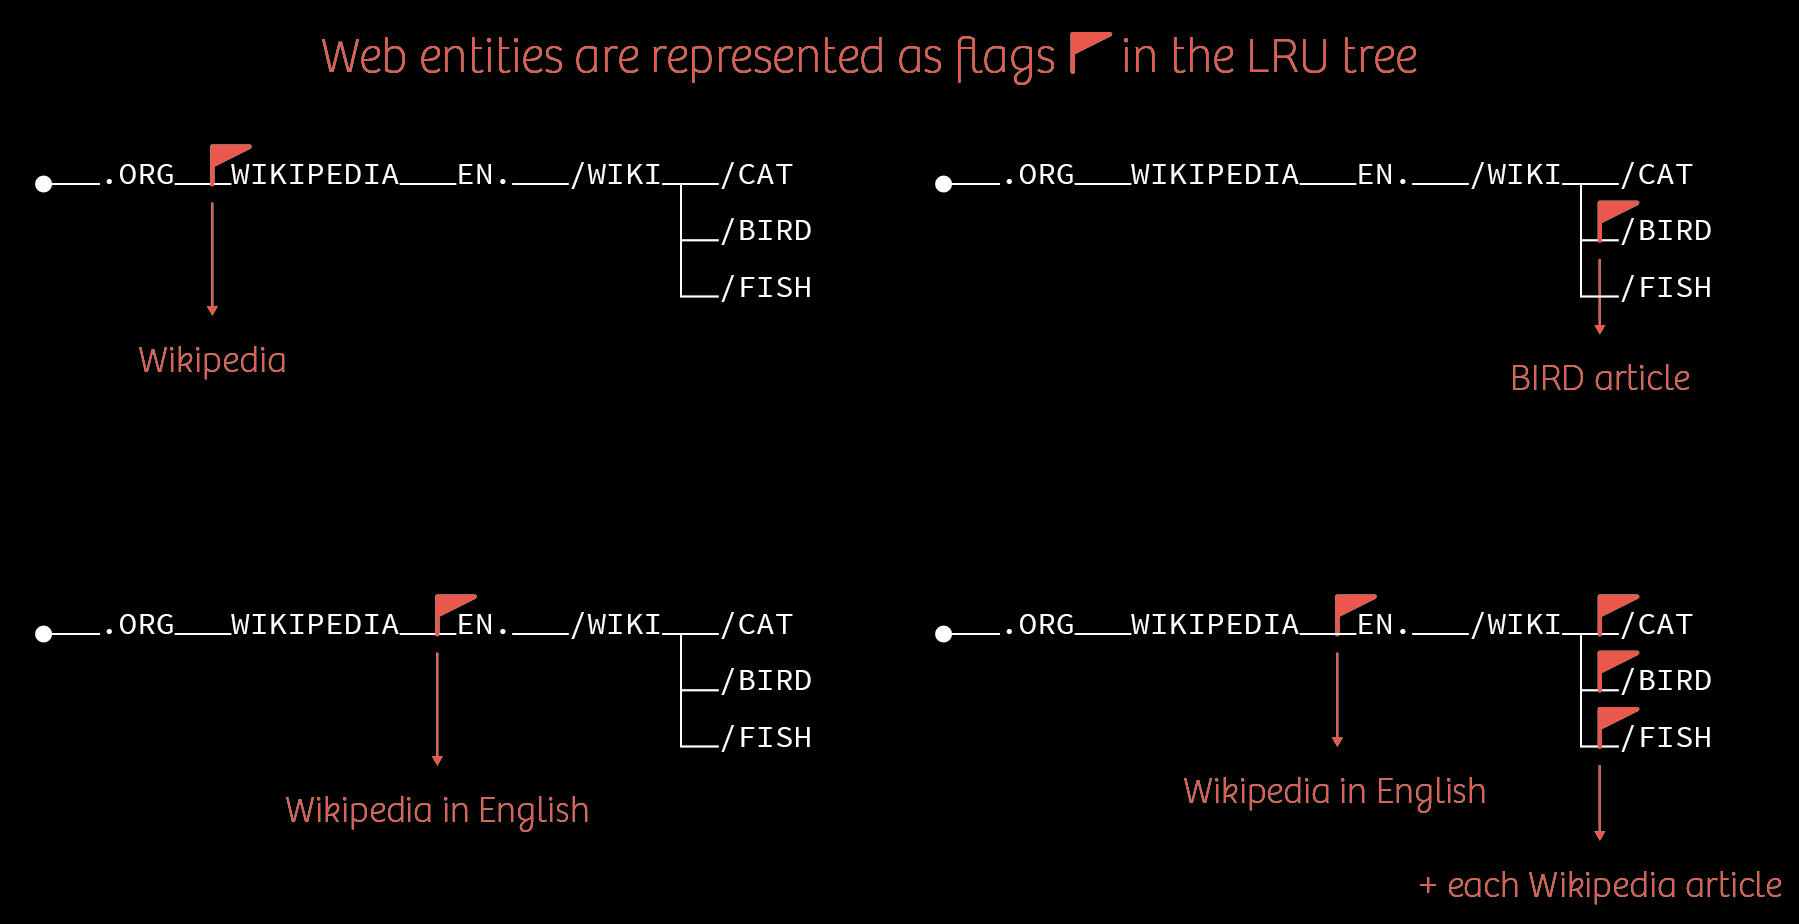 Web entities are represented as flags in the LRU tree
.ORG WIKIPEDIA EN. /WIKI /CAT
/BIRD
/FISH
Wikipedia
.ORG WIKIPEDIA EN. /WIKI /CAT
/BIRD
/FISH
BIRD article
.ORG WIKIPEDIA EN. /WIKI /CAT
/BIRD
/FISH
Wikipedia in English
.ORG WIKIPEDIA EN. /WIKI /CAT
/BIRD
/FISH
Wikipedia in English
+ each Wikipedia article